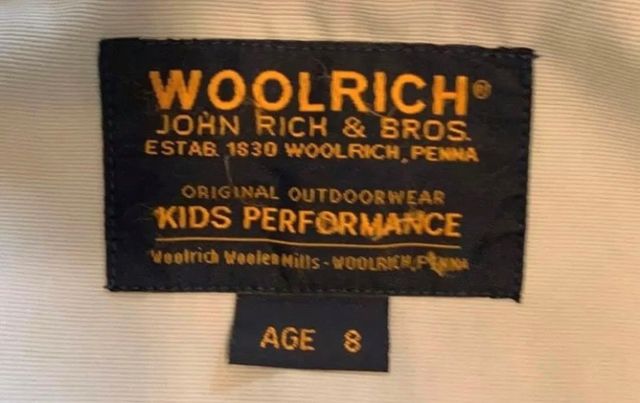 WOOLRICH®
JOHN RICH & BROS.
ESTAB. 1830 WOOLRICH, PENNA
ORIGINAL OUTDOORWEAR
KIDS PERFORMANCE
Woolrich Woolen Mills - WOOLRICH, PENNA
AGE 8